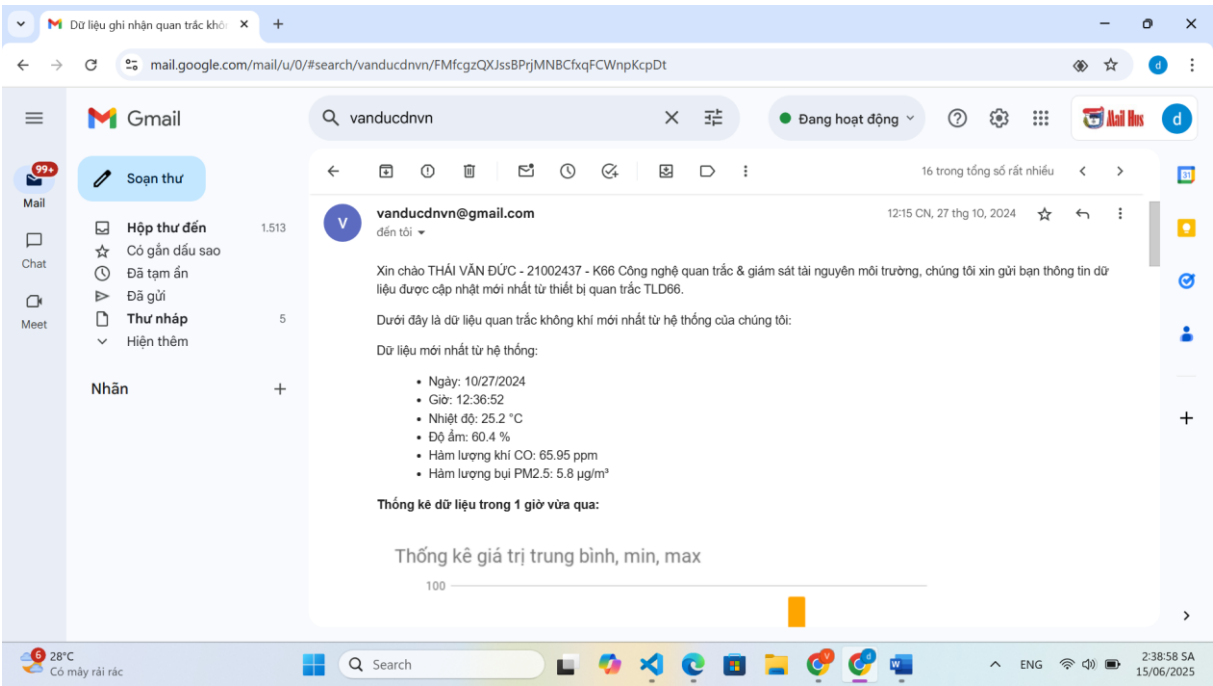 Dữ liệu ghi nhận quan trắc khôn
mail.google.com/mail/u/0/#search/vanducdnvn/FMfcgzQXJssBPrjMNBCfxqFCWnpKcpDt
d
Gmail
vanducdnvn
Đang hoạt động
Mail Hus
d
99+
Mail
Chat
Meet
Soạn thư
Hộp thư đến 1.513
Có gắn dấu sao
Đã tạm ẩn
Đã gửi
Thư nháp 5
Hiện thêm
Nhãn
16 trong tổng số rất nhiều
31
V
vanducdnvn@gmail.com 12:15 CN, 27 thg 10, 2024
đến tôi
Xin chào THÁI VĂN ĐỨC - 21002437 - K66 Công nghệ quan trắc & giám sát tài nguyên môi trường, chúng tôi xin gửi bạn thông tin dữ
liệu được cập nhật mới nhất từ thiết bị quan trắc TLD66.
Dưới đây là dữ liệu quan trắc không khí mới nhất từ hệ thống của chúng tôi:
Dữ liệu mới nhất từ hệ thống:
• Ngày: 10/27/2024
• Giờ: 12:36:52
• Nhiệt độ: 25.2 °C
• Độ ẩm: 60.4 %
• Hàm lượng khí CO: 65.95 ppm
• Hàm lượng bụi PM2.5: 5.8 µg/m³
Thống kê dữ liệu trong 1 giờ vừa qua:
Thống kê giá trị trung bình, min, max
100
6
28°C
Có mây rải rác
Search
ENG
2:38:58 SA
15/06/2025